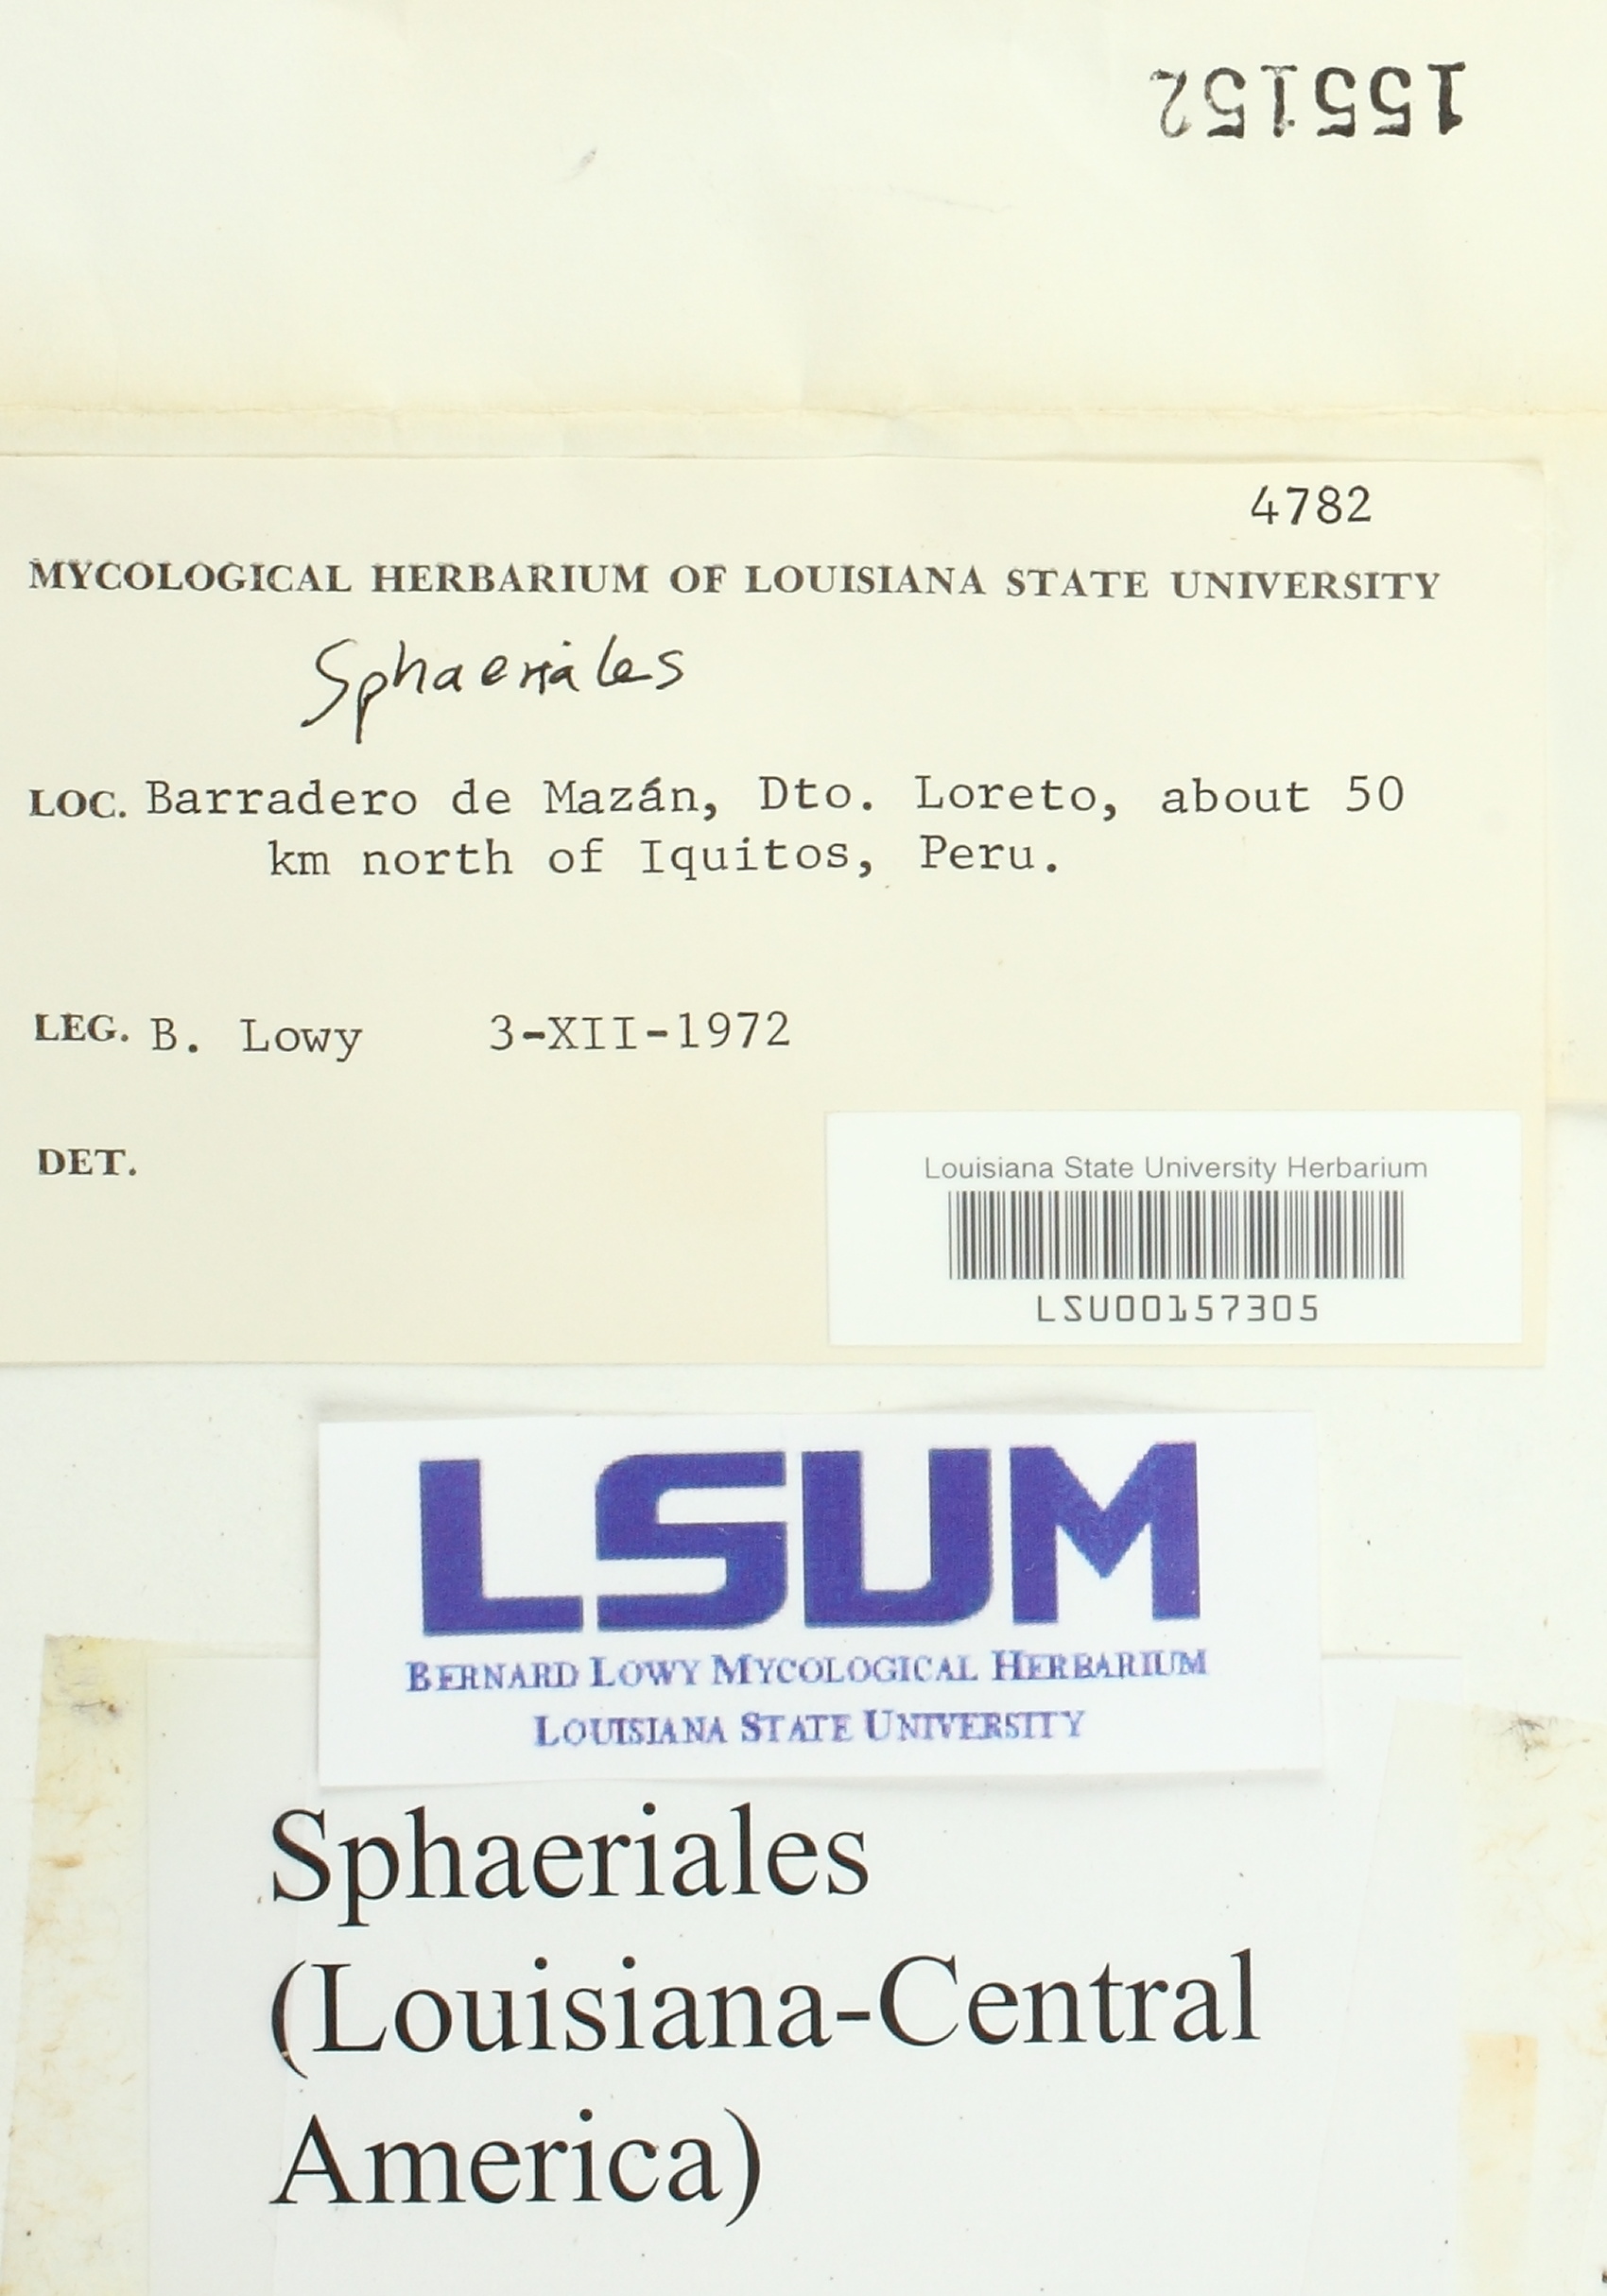 155152
4782
MYCOLOGICAL HERBARIUM OF LOUISIANA STATE UNIVERSITY
Sphaeriales
LOC. Barradero de Mazán, Dto. Loreto, about 50
km north of Iquitos, Peru.
LEG. B. Lowy 3-XII-1972
DET.
Louisiana State University Herbarium
LSU00157305
LSUM
BERNARD LOWY MYCOLOGICAL HERBARIUM
LOUISIANA STATE UNIVERSITY
Sphaeriales
(Louisiana-Central
America)